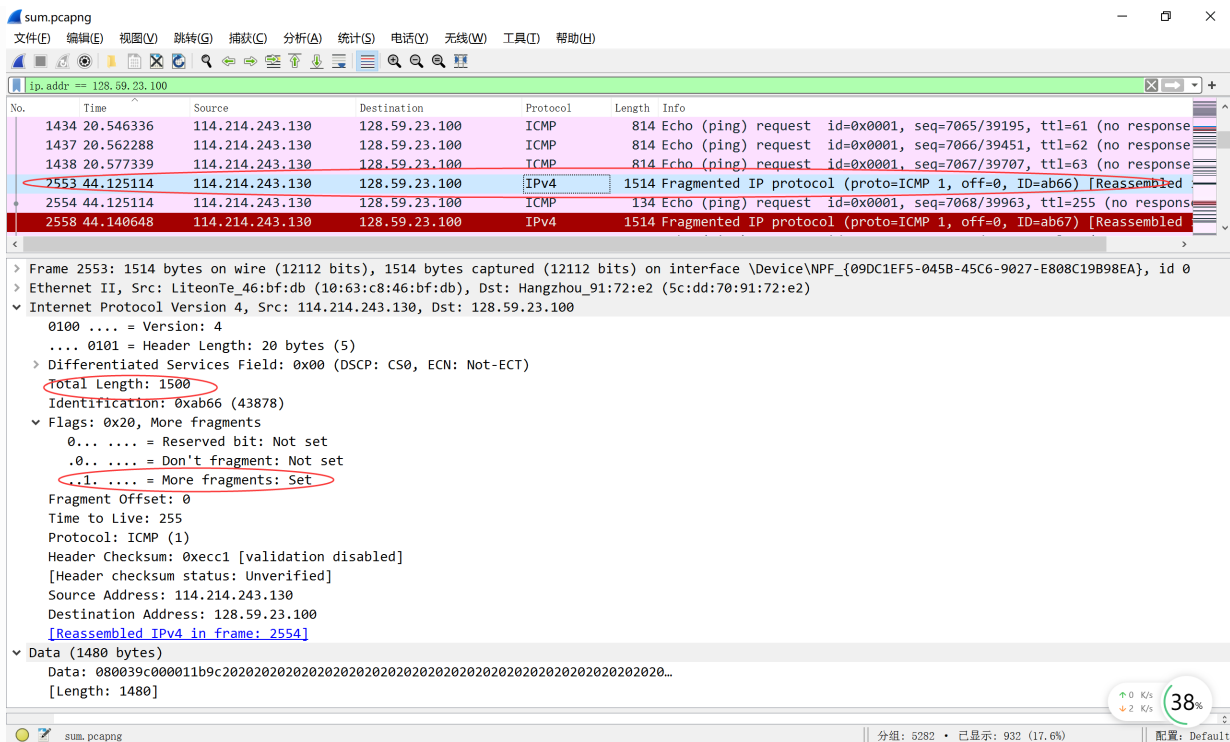 sum.pcapng
文件(F) 编辑(E) 视图(V) 跳转(G) 捕获(C) 分析(A) 统计(S) 电话(Y) 无线(W) 工具(T) 帮助(H)
ip.addr == 128.59.23.100
No. Time Source Destination Protocol Length Info
1434 20.546336 114.214.243.130 128.59.23.100 ICMP 814 Echo (ping) request id=0x0001, seq=7065/39195, ttl=61 (no response
1437 20.562288 114.214.243.130 128.59.23.100 ICMP 814 Echo (ping) request id=0x0001, seq=7066/39451, ttl=62 (no response
1438 20.577339 114.214.243.130 128.59.23.100 ICMP 814 Echo (ping) request id=0x0001, seq=7067/39707, ttl=63 (no response
2553 44.125114 114.214.243.130 128.59.23.100 IPv4 1514 Fragmented IP protocol (proto=ICMP 1, off=0, ID=ab66) [Reassembled
2554 44.125114 114.214.243.130 128.59.23.100 ICMP 134 Echo (ping) request id=0x0001, seq=7068/39963, ttl=255 (no respons
2558 44.140648 114.214.243.130 128.59.23.100 IPv4 1514 Fragmented IP protocol (proto=ICMP 1, off=0, ID=ab67) [Reassembled
Frame 2553: 1514 bytes on wire (12112 bits), 1514 bytes captured (12112 bits) on interface \Device\NPF_{09DC1EF5-045B-45C6-9027-E808C19B98EA}, id 0
Ethernet II, Src: LiteonTe_46:bf:db (10:63:c8:46:bf:db), Dst: Hangzhou_91:72:e2 (5c:dd:70:91:72:e2)
Internet Protocol Version 4, Src: 114.214.243.130, Dst: 128.59.23.100
0100 .... = Version: 4
.... 0101 = Header Length: 20 bytes (5)
Differentiated Services Field: 0x00 (DSCP: CS0, ECN: Not-ECT)
Total Length: 1500
Identification: 0xab66 (43878)
Flags: 0x20, More fragments
0... .... = Reserved bit: Not set
.0.. .... = Don't fragment: Not set
..1. .... = More fragments: Set
Fragment Offset: 0
Time to Live: 255
Protocol: ICMP (1)
Header Checksum: 0xecc1 [validation disabled]
[Header checksum status: Unverified]
Source Address: 114.214.243.130
Destination Address: 128.59.23.100
[Reassembled IPv4 in frame: 2554]
Data (1480 bytes)
Data: 080039c000011b9c2020202020202020202020202020202020202020202020202020…
[Length: 1480]
↑ 0 K/s
↓ 2 K/s
38%
sum.pcapng 分组: 5282 • 已显示: 932 (17.6%) 配置: Default